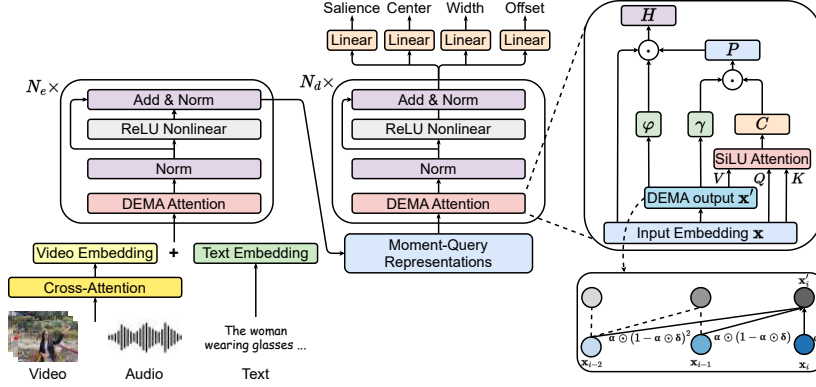 Salience Center Width Offset
Linear Linear Linear Linear
N_e× N_d×
Add & Norm
ReLU Nonlinear
Norm
DEMA Attention
Add & Norm
ReLU Nonlinear
Norm
DEMA Attention
Video Embedding + Text Embedding
Cross-Attention
Moment-Query
Representations
The woman
wearing glasses ...
Video Audio Text
H
P
φ γ C
SiLU Attention
V Q K
DEMA output x′
Input Embedding x
x′_i
α ⊙ (1 − α ⊙ δ)² α ⊙ (1 − α ⊙ δ) α
x_{i−2} x_{i−1} x_i